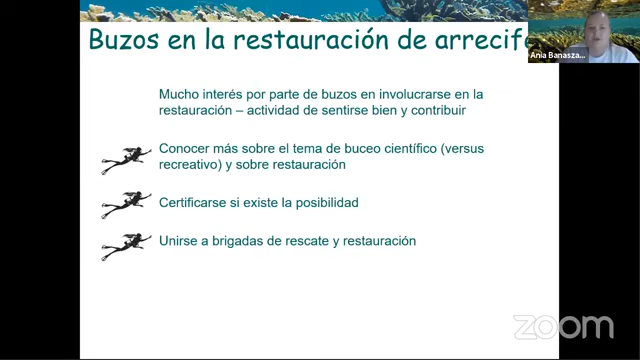 Buzos en la restauración de arrecife
Ania Banasza...
Mucho interés por parte de buzos en involucrarse en la
restauración – actividad de sentirse bien y contribuir
Conocer más sobre el tema de buceo científico (versus
recreativo) y sobre restauración
Certificarse si existe la posibilidad
Unirse a brigadas de rescate y restauración
zoom